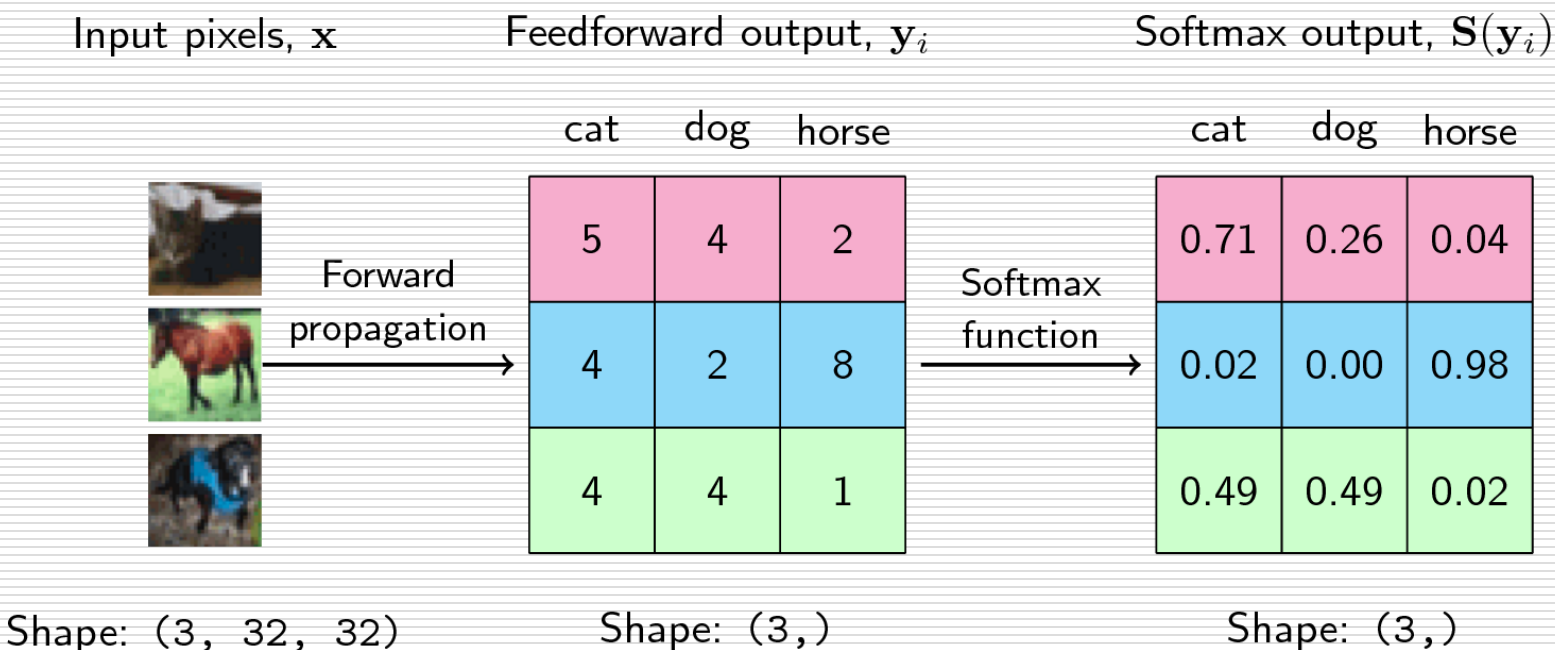 Input pixels, x
Feedforward output, y_i
Softmax output, S(y_i)
cat dog horse
cat dog horse
Forward
propagation
5 4 2
4 2 8
4 4 1
Softmax
function
0.71 0.26 0.04
0.02 0.00 0.98
0.49 0.49 0.02
Shape: (3, 32, 32)
Shape: (3,)
Shape: (3,)